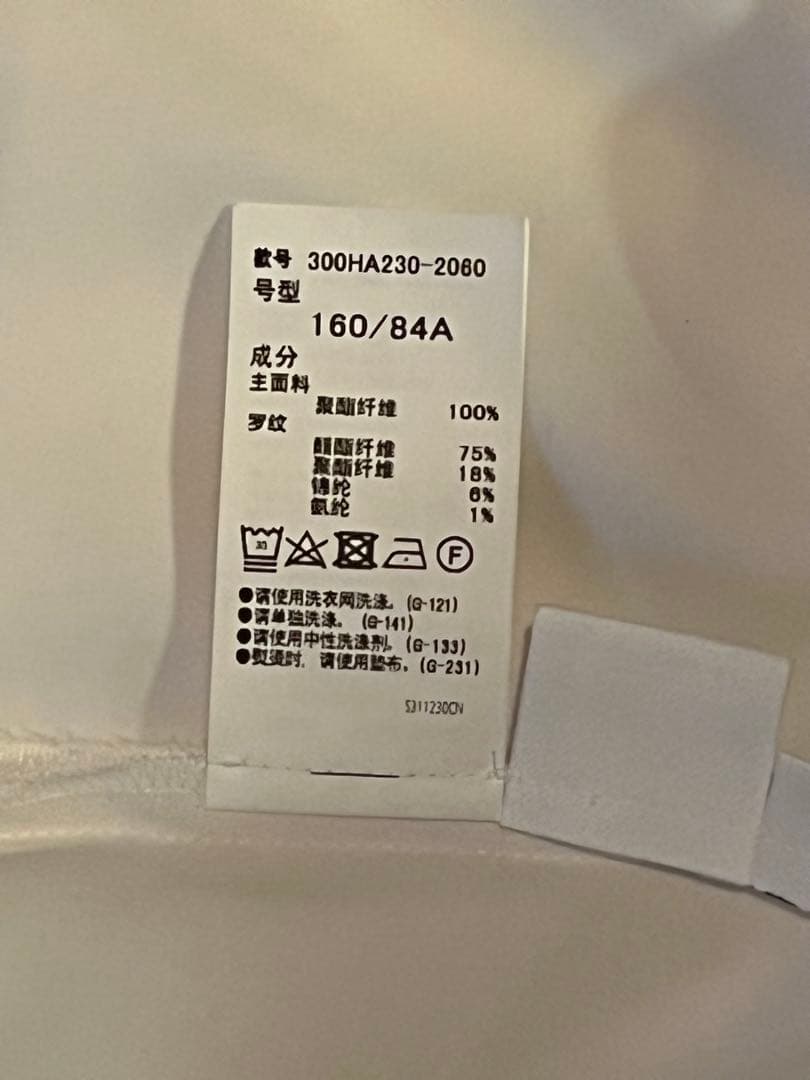 款号 300HA230-2060
号型
160/84A
成分
主面料
聚酯纤维 100%
罗纹
醋酯纤维 75%
聚酯纤维 18%
锦纶 6%
氨纶 1%
30
F
●请使用洗衣网洗涤。(G-121)
●请单独洗涤。(G-141)
●请使用中性洗涤剂。(G-133)
●熨烫时，请使用垫布。(G-231)
S311230CN